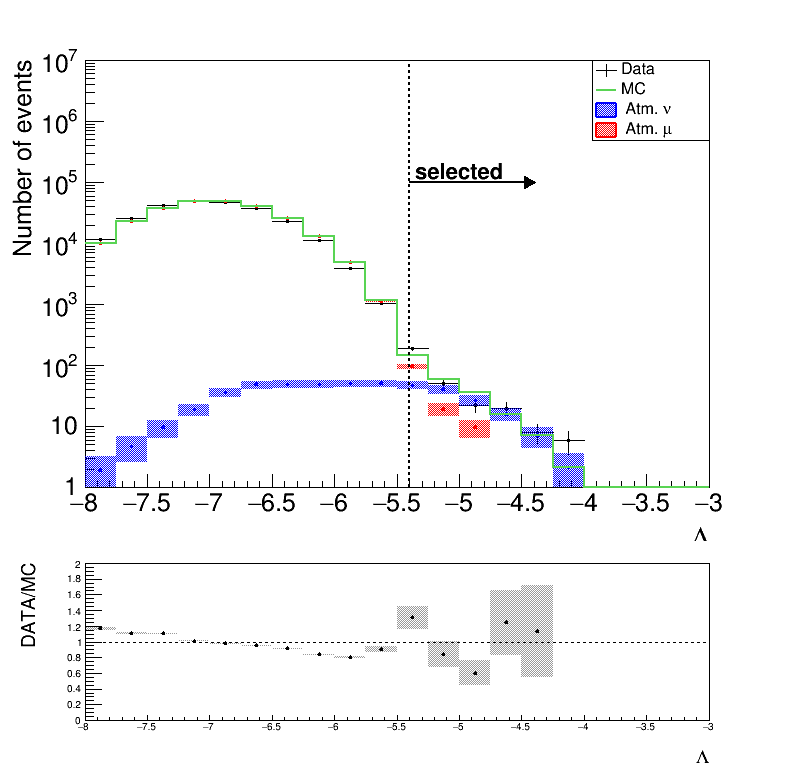 Number of events
10⁷
10⁶
10⁵
10⁴
10³
10²
10
1
Data
MC
Atm. ν
Atm. μ
selected
−8 −7.5 −7 −6.5 −6 −5.5 −5 −4.5 −4 −3.5 −3
Λ
DATA/MC
2
1.8
1.6
1.4
1.2
1
0.8
0.6
0.4
0.2
0
−8 −7.5 −7 −6.5 −6 −5.5 −5 −4.5 −4 −3.5 −3
Λ